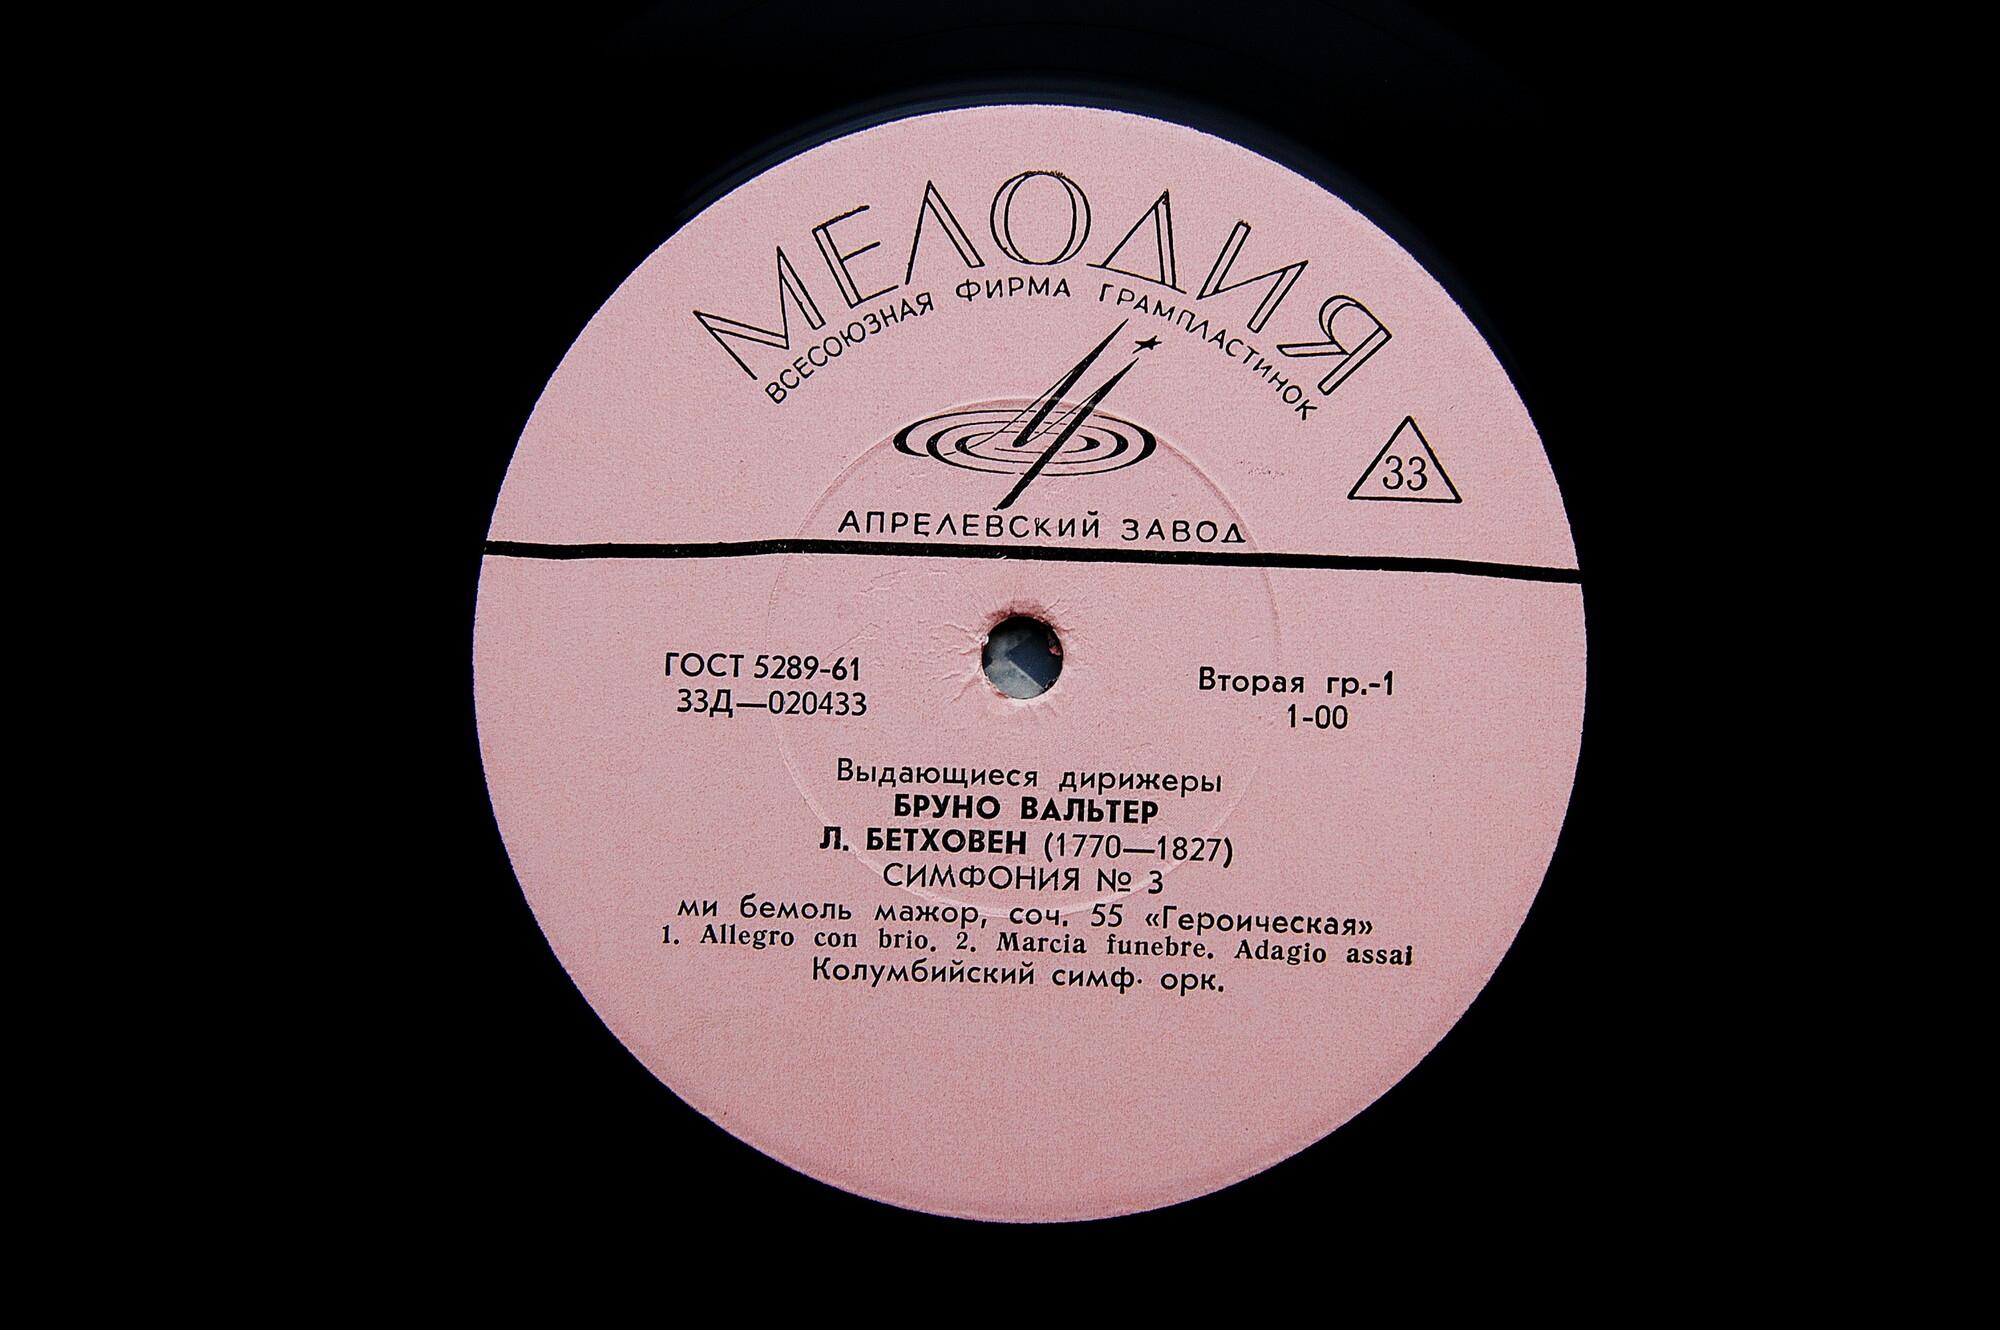 МЕЛОДИЯ
ВСЕСОЮЗНАЯ ФИРМА ГРАМПЛАСТИНОК
33
АПРЕЛЕВСКИЙ ЗАВОД
ГОСТ 5289-61
33Д—020433
Вторая гр.-1
1-00
Выдающиеся дирижеры
БРУНО ВАЛЬТЕР
Л. БЕТХОВЕН (1770—1827)
СИМФОНИЯ № 3
ми бемоль мажор, соч. 55 «Героическая»
1. Allegro con brio. 2. Marcia funebre. Adagio assai
Колумбийский симф. орк.